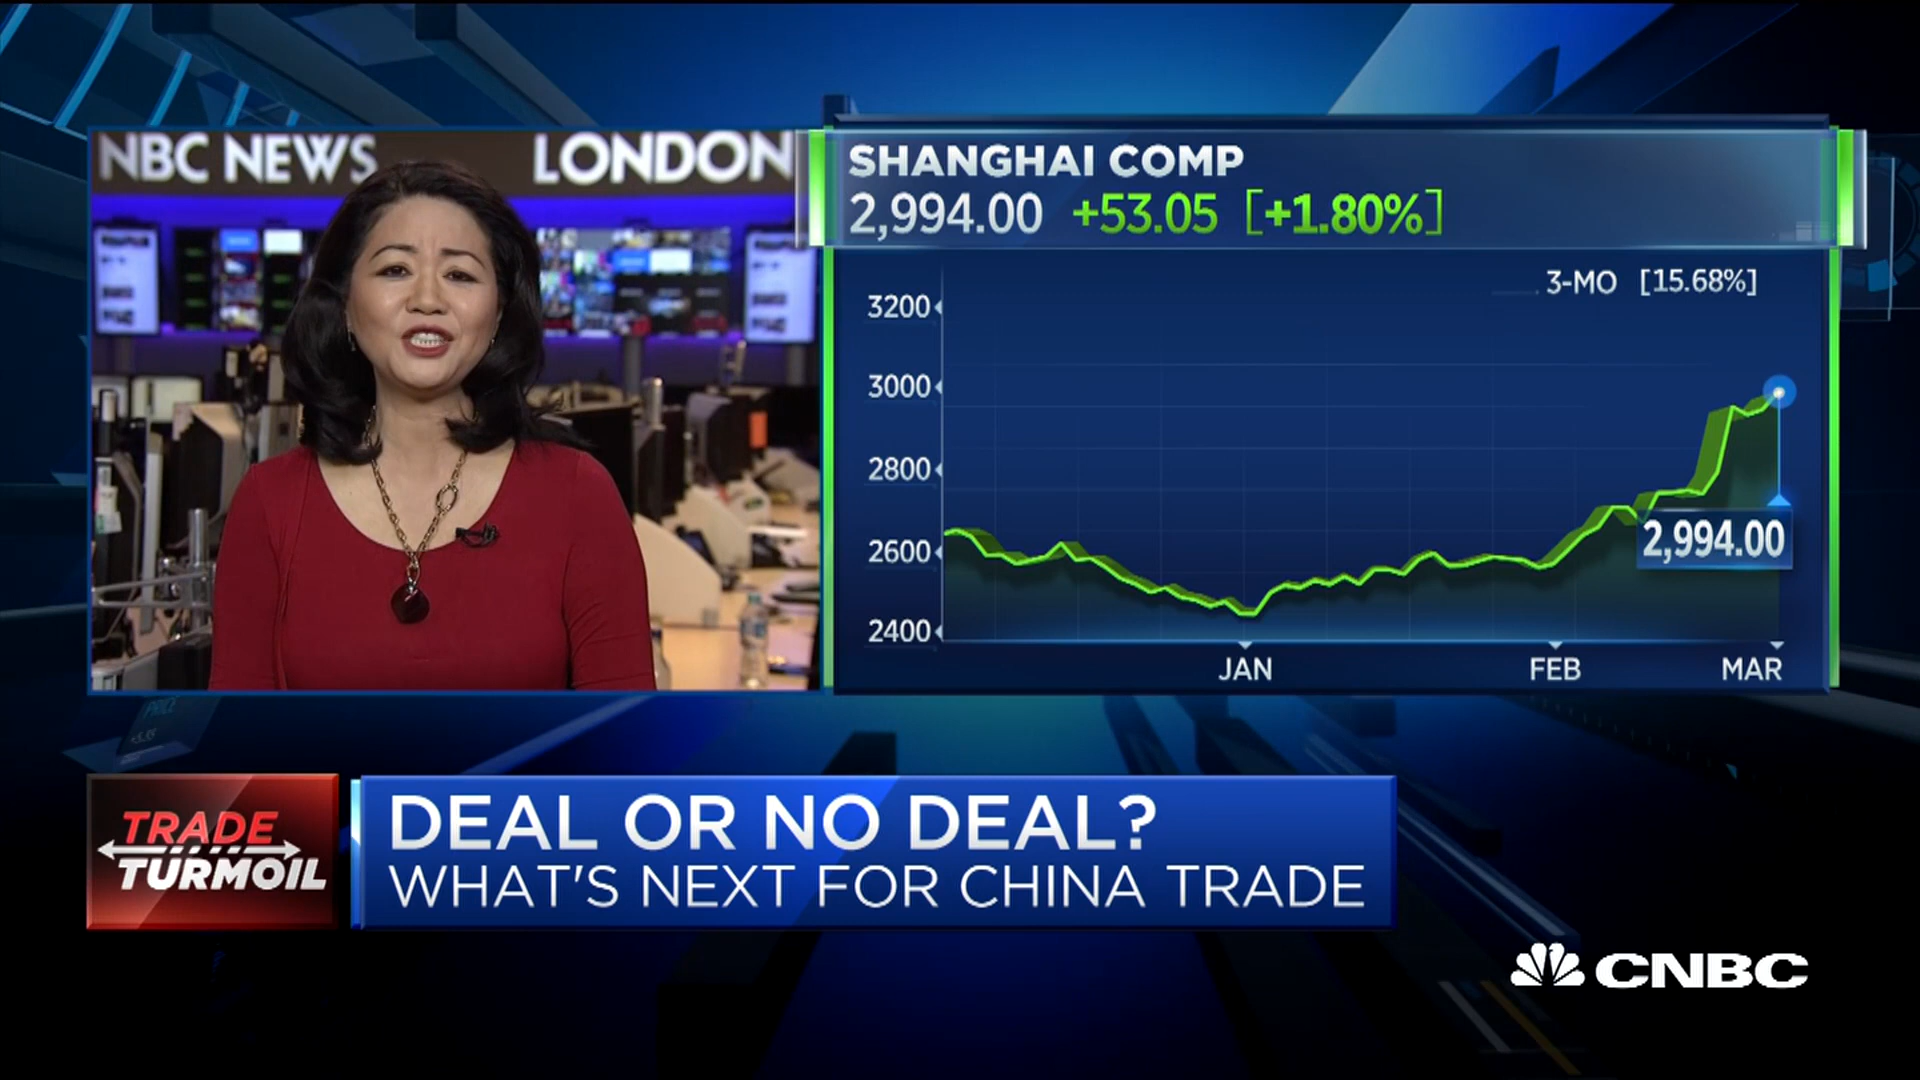 NBC NEWS LONDON
SHANGHAI COMP
2,994.00 +53.05 [+1.80%]
3-MO [15.68%]
3200
3000
2800
2600
2400
2,994.00
JAN FEB MAR
PRICE
TRADE
TURMOIL
DEAL OR NO DEAL?
WHAT'S NEXT FOR CHINA TRADE
CNBC